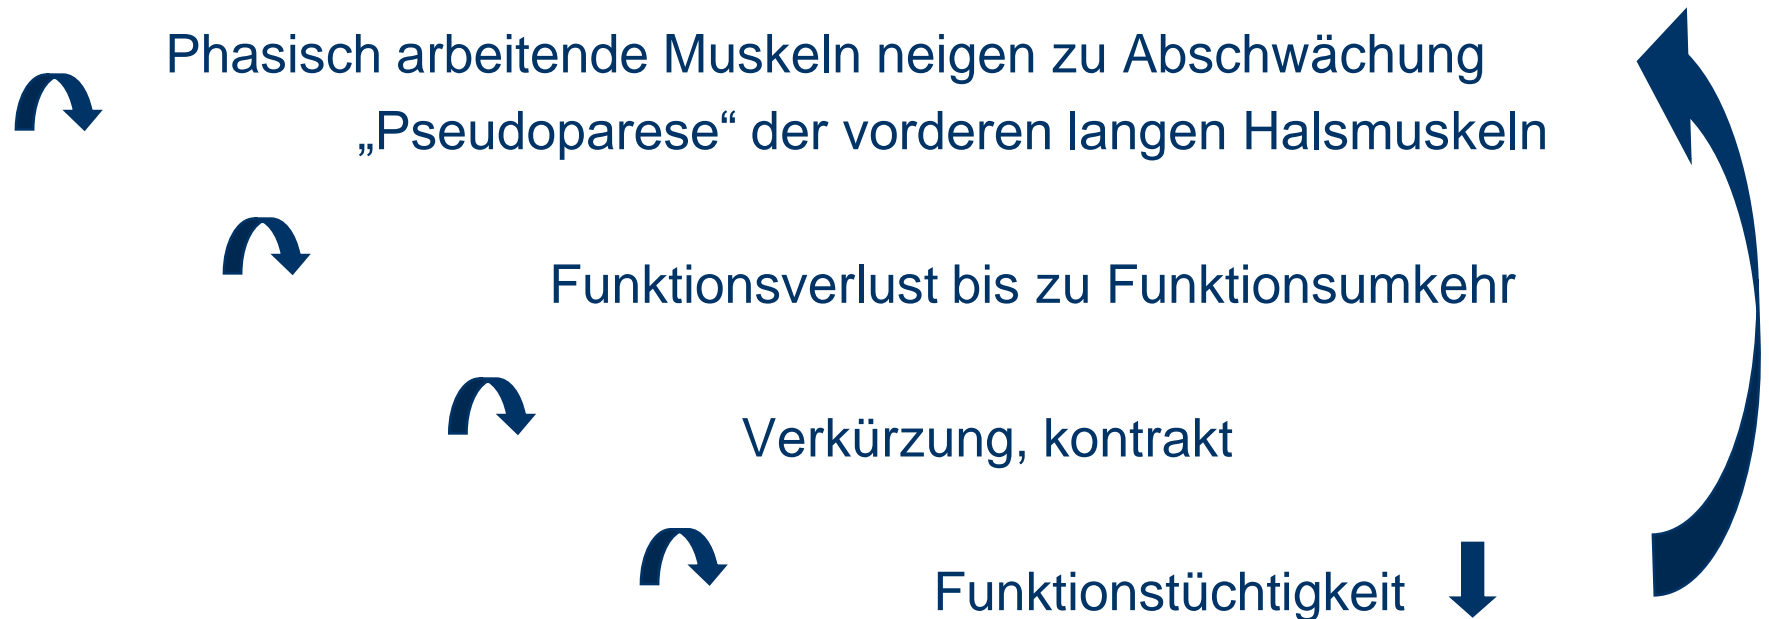 Phasisch arbeitende Muskeln neigen zu Abschwächung
„Pseudoparese“ der vorderen langen Halsmuskeln
Funktionsverlust bis zu Funktionsumkehr
Verkürzung, kontrakt
Funktionstüchtigkeit